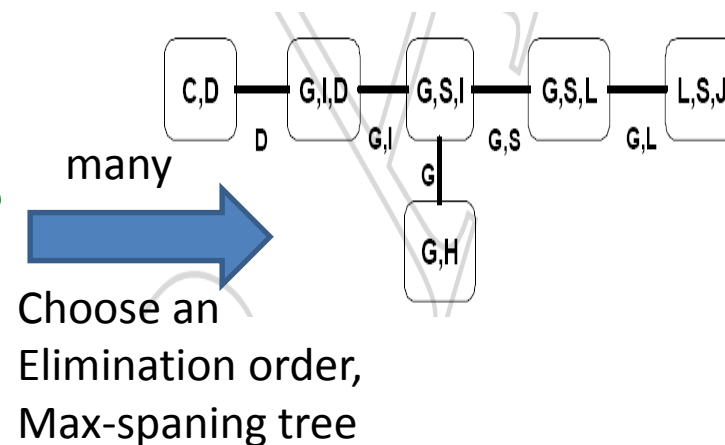 C,D G,I,D G,S,I G,S,L L,S,J
D G,I G,S G,L
many
G
G,H
Choose an
Elimination order,
Max-spaning tree